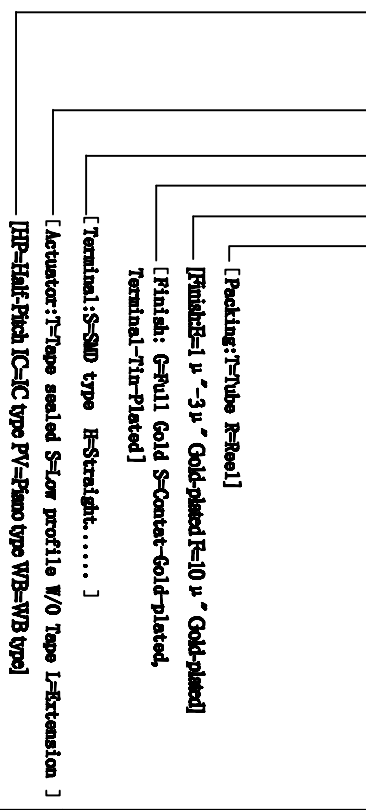 [Packing:T=Tube R=Reel]
[Finish:E=1 μ″-3 μ″ Gold-plated F=10 μ″ Gold-plated]
[Finish: G=Full Gold S=Contat-Gold-plated,
Terminal-Tin-Plated]
[Terminal:S=SMD type H=Straight...... ]
[Actuator:T=Tape sealed S=Low profile W/O Tape L=Extension ]
[HP=Half-Pitch IC=IC type PV=Piano type WB=WB type]